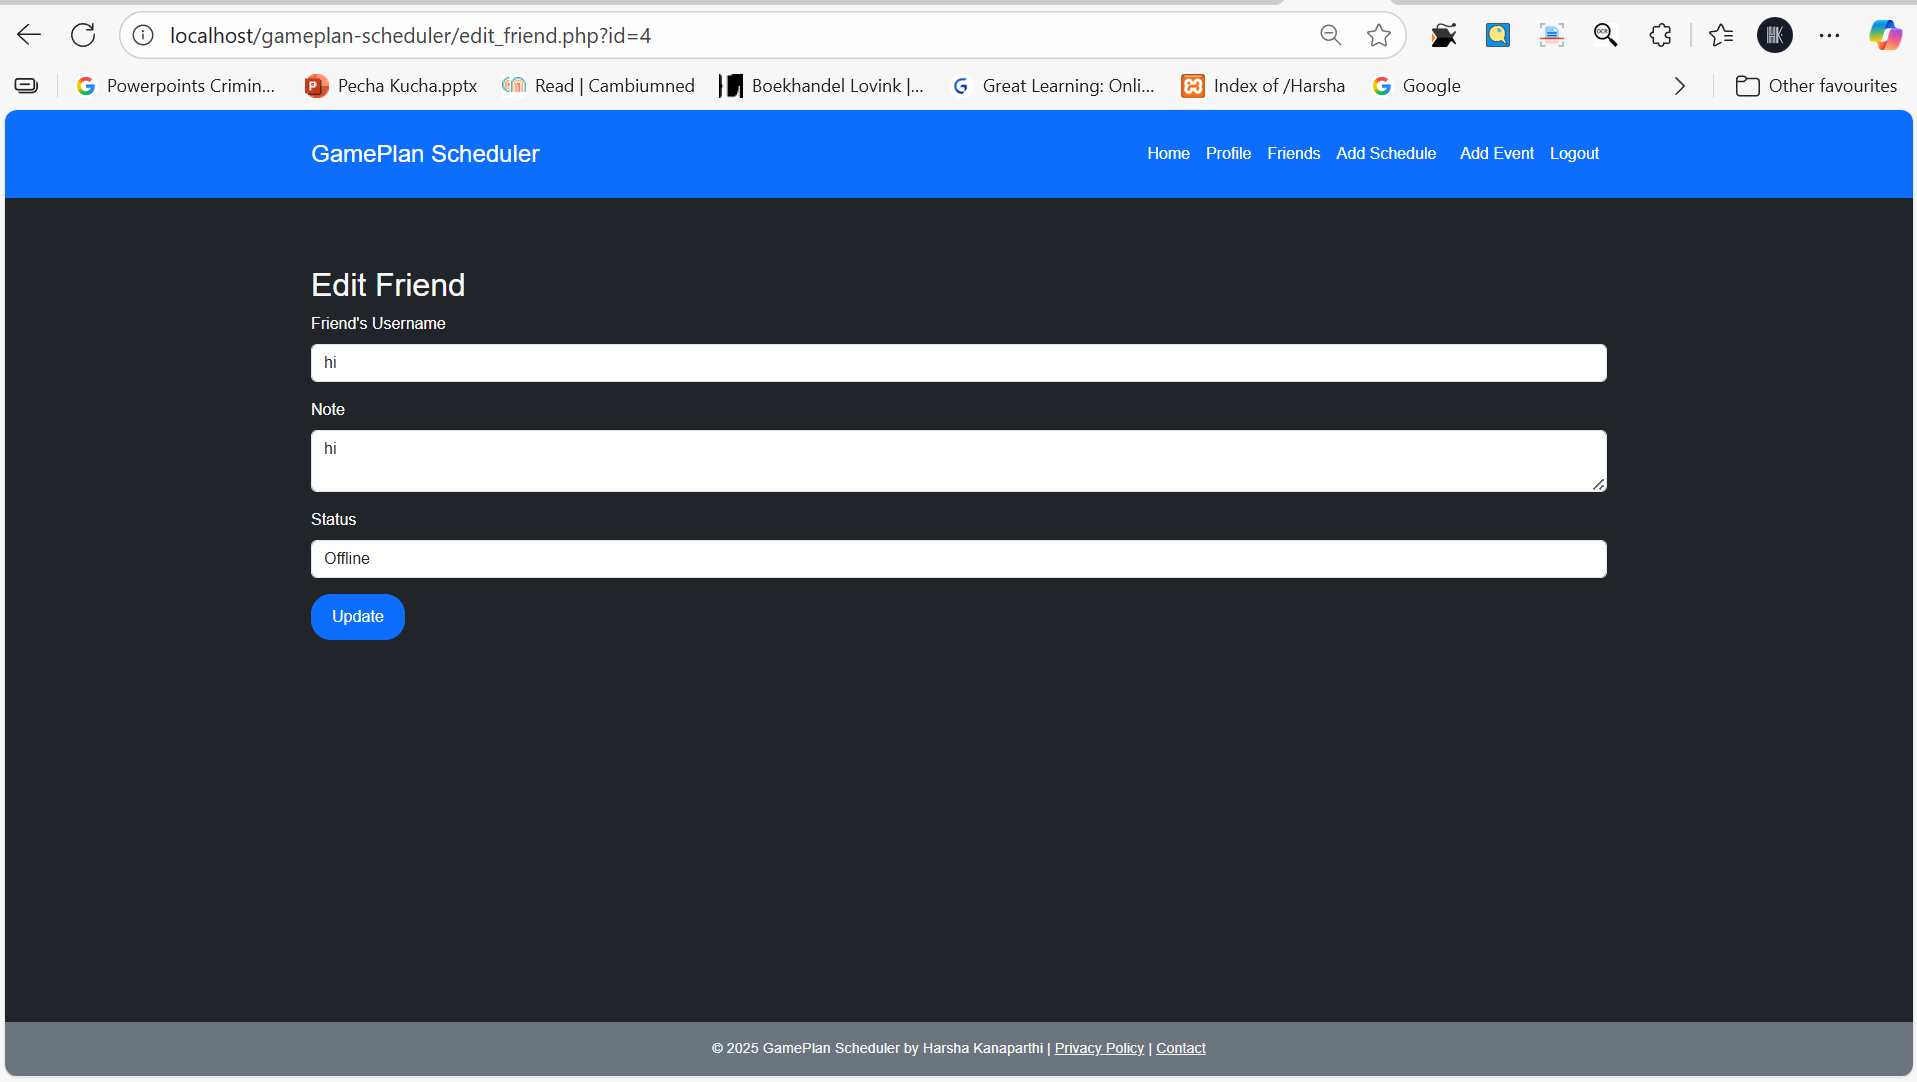 localhost/gameplan-scheduler/edit_friend.php?id=4
OCR
HK
Powerpoints Crimin... Pecha Kucha.pptx Read | Cambiumned Boekhandel Lovink |... Great Learning: Onli... Index of /Harsha Google Other favourites
GamePlan Scheduler Home Profile Friends Add Schedule Add Event Logout
Edit Friend
Friend's Username
hi
Note
hi
Status
Offline
Update
© 2025 GamePlan Scheduler by Harsha Kanaparthi | Privacy Policy | Contact